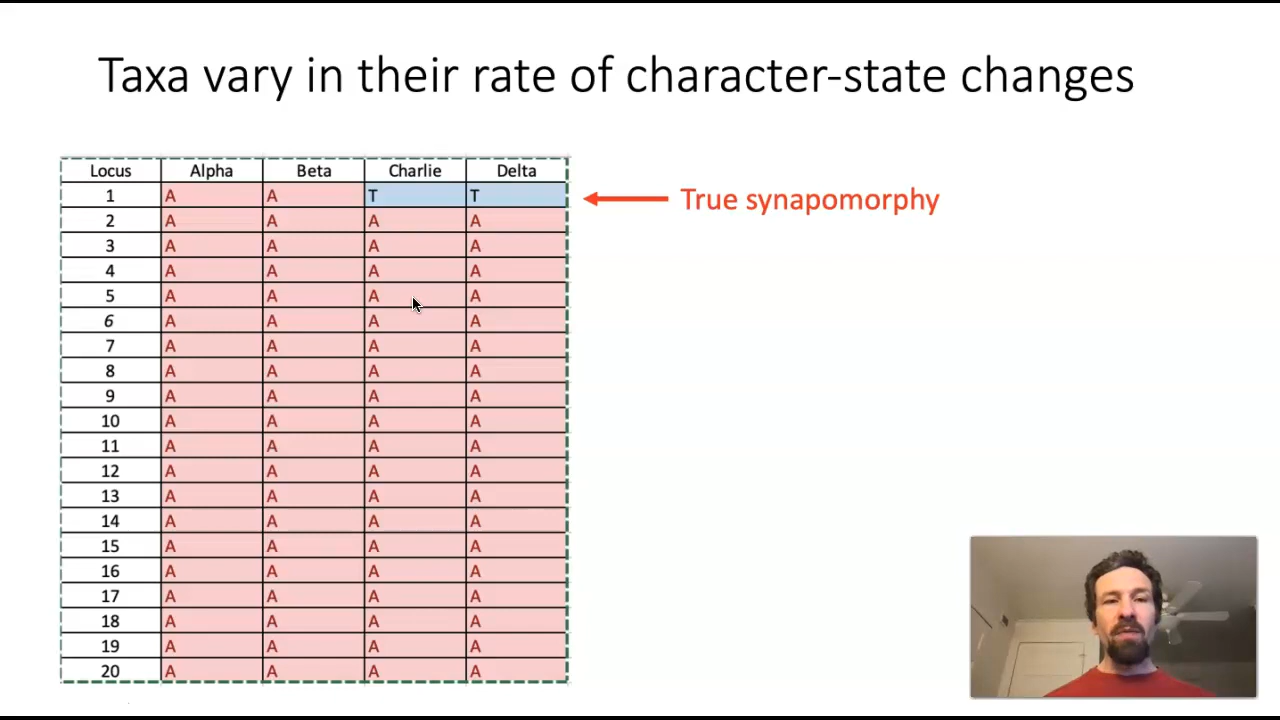 Taxa vary in their rate of character-state changes
Locus Alpha Beta Charlie Delta
1 A A T T
True synapomorphy
2 A A A A
3 A A A A
4 A A A A
5 A A A A
6 A A A A
7 A A A A
8 A A A A
9 A A A A
10 A A A A
11 A A A A
12 A A A A
13 A A A A
14 A A A A
15 A A A A
16 A A A A
17 A A A A
18 A A A A
19 A A A A
20 A A A A